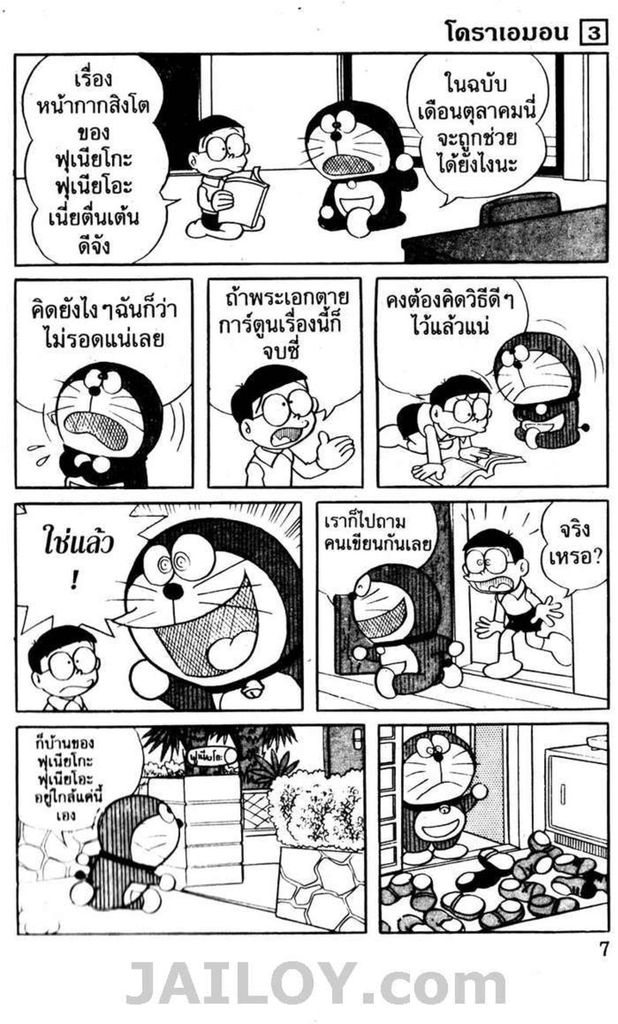 โดราเอมอน 3
เรื่อง
หน้ากากสิงโต
ของ
ฟุเนียโกะ
ฟุเนียโอะ
เนี่ยตื่นเต้น
ดีจัง
ในฉบับ
เดือนตุลาคมนี่
จะถูกช่วย
ได้ยังไงนะ
คิดยังไงๆฉันก็ว่า
ไม่รอดแน่เลย
ถ้าพระเอกตาย
การ์ตูนเรื่องนี้ก็
จบซี่
คงต้องคิดวิธีดีๆ
ไว้แล้วแน่
ใช่แล้ว
!
เราก็ไปถาม
คนเขียนกันเลย
จริง
เหรอ?
ก็บ้านของ
ฟุเนียโกะ
ฟุเนียโอะ
อยู่ใกล้แค่นี้
เอง
ฟุเนียโกะ
7
JAILOY.com